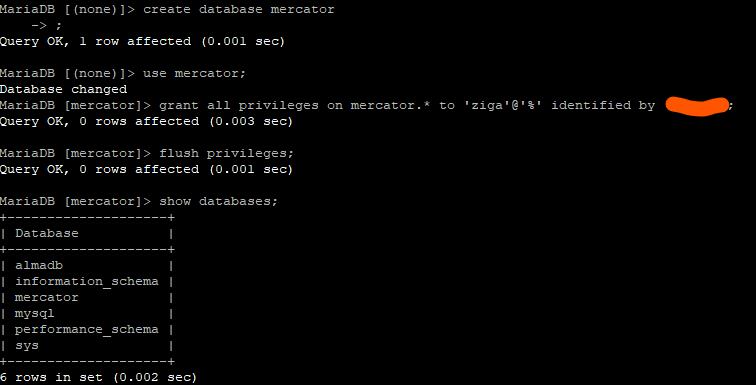 MariaDB [(none)]> create database mercator
    -> ;
Query OK, 1 row affected (0.001 sec)

MariaDB [(none)]> use mercator;
Database changed
MariaDB [mercator]> grant all privileges on mercator.* to 'ziga'@'%' identified by ;
Query OK, 0 rows affected (0.003 sec)

MariaDB [mercator]> flush privileges;
Query OK, 0 rows affected (0.001 sec)

MariaDB [mercator]> show databases;
+--------------------+
| Database           |
+--------------------+
| almadb             |
| information_schema |
| mercator           |
| mysql              |
| performance_schema |
| sys                |
+--------------------+
6 rows in set (0.002 sec)